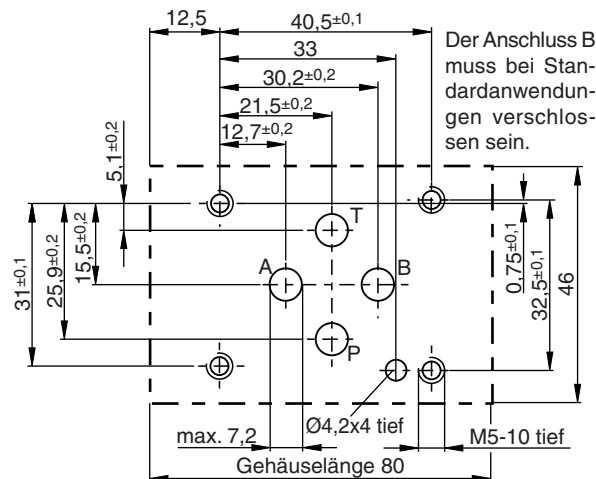 12,5
40,5±0,1
33
30,2±0,2
21,5±0,2
12,7±0,2
Der Anschluss B
muss bei Stan-
dardanwendun-
gen verschlos-
sen sein.
5,1±0,2
31±0,1
25,9±0,2
15,5±0,2
T
A
B
P
0,75±0,1
32,5±0,1
46
Ø4,2x4 tief
max. 7,2
M5-10 tief
Gehäuselänge 80